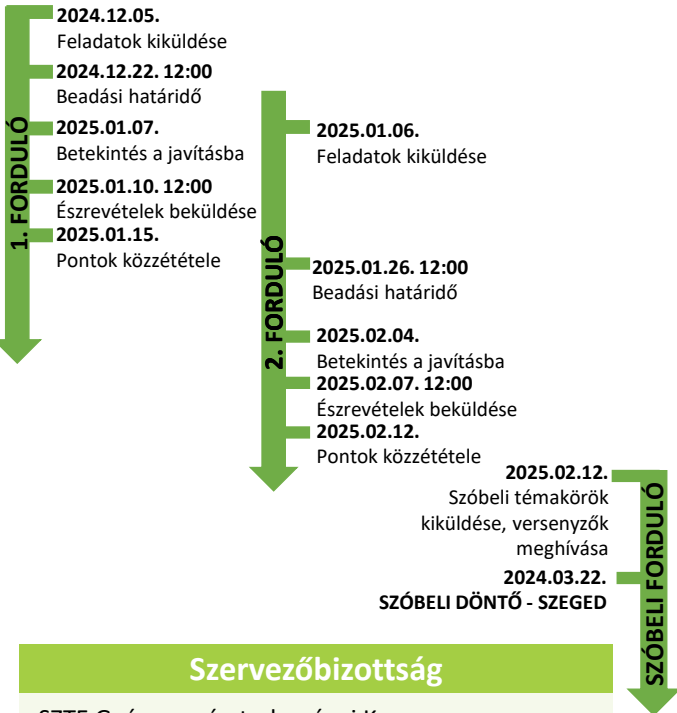 1. FORDULÓ
2024.12.05.
Feladatok kiküldése
2024.12.22. 12:00
Beadási határidő
2025.01.07.
Betekintés a javításba
2025.01.10. 12:00
Észrevételek beküldése
2025.01.15.
Pontok közzététele
2. FORDULÓ
2025.01.06.
Feladatok kiküldése
2025.01.26. 12:00
Beadási határidő
2025.02.04.
Betekintés a javításba
2025.02.07. 12:00
Észrevételek beküldése
2025.02.12.
Pontok közzététele
SZÓBELI FORDULÓ
2025.02.12.
Szóbeli témakörök
kiküldése, versenyzők
meghívása
2024.03.22.
SZÓBELI DÖNTŐ - SZEGED
Szervezőbizottság